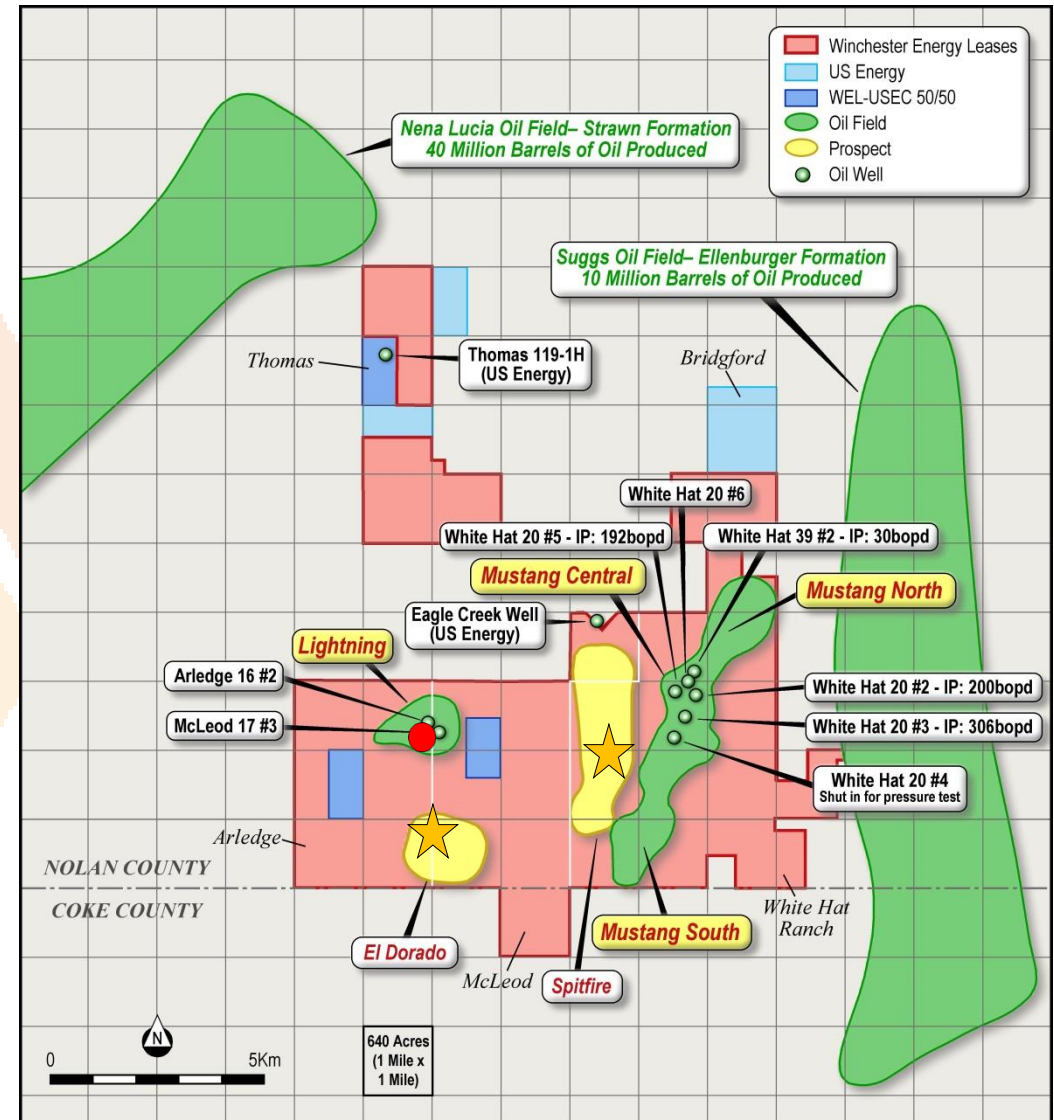 Winchester Energy Leases
US Energy
WEL-USEC 50/50
Oil Field
Prospect
Oil Well
Nena Lucia Oil Field– Strawn Formation
40 Million Barrels of Oil Produced
Suggs Oil Field– Ellenburger Formation
10 Million Barrels of Oil Produced
Thomas
Thomas 119-1H
(US Energy)
Bridgford
White Hat 20 #6
White Hat 20 #5 - IP: 192bopd
White Hat 39 #2 - IP: 30bopd
Mustang Central
Mustang North
Eagle Creek Well
(US Energy)
Lightning
Arledge 16 #2
McLeod 17 #3
White Hat 20 #2 - IP: 200bopd
White Hat 20 #3 - IP: 306bopd
White Hat 20 #4
Shut in for pressure test
Arledge
NOLAN COUNTY
COKE COUNTY
White Hat
Ranch
Mustang South
El Dorado
McLeod
Spitfire
N
0
5Km
640 Acres
(1 Mile x
1 Mile)